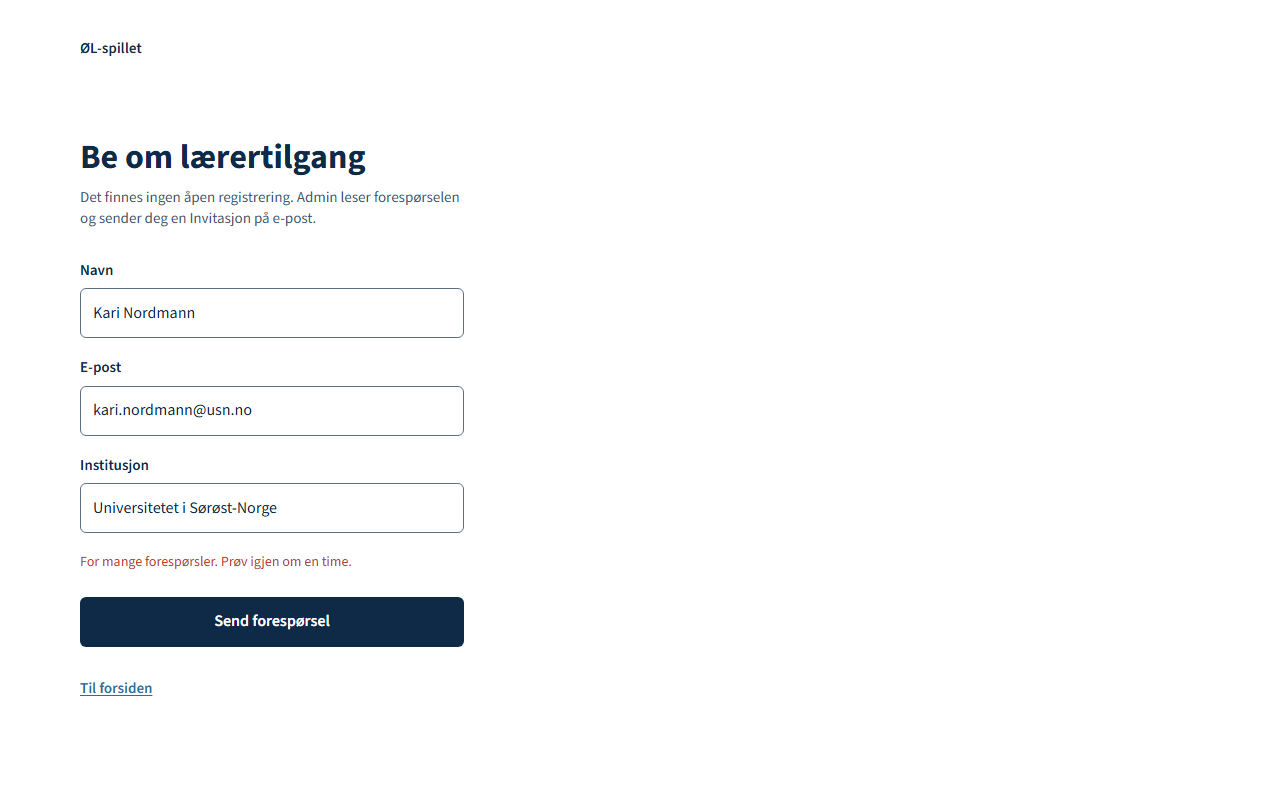 ØL-spillet
Be om lærertilgang
Det finnes ingen åpen registrering. Admin leser forespørselen
og sender deg en Invitasjon på e-post.
Navn
Kari Nordmann
E-post
kari.nordmann@usn.no
Institusjon
Universitetet i Sørøst-Norge
For mange forespørsler. Prøv igjen om en time.
Send forespørsel
Til forsiden